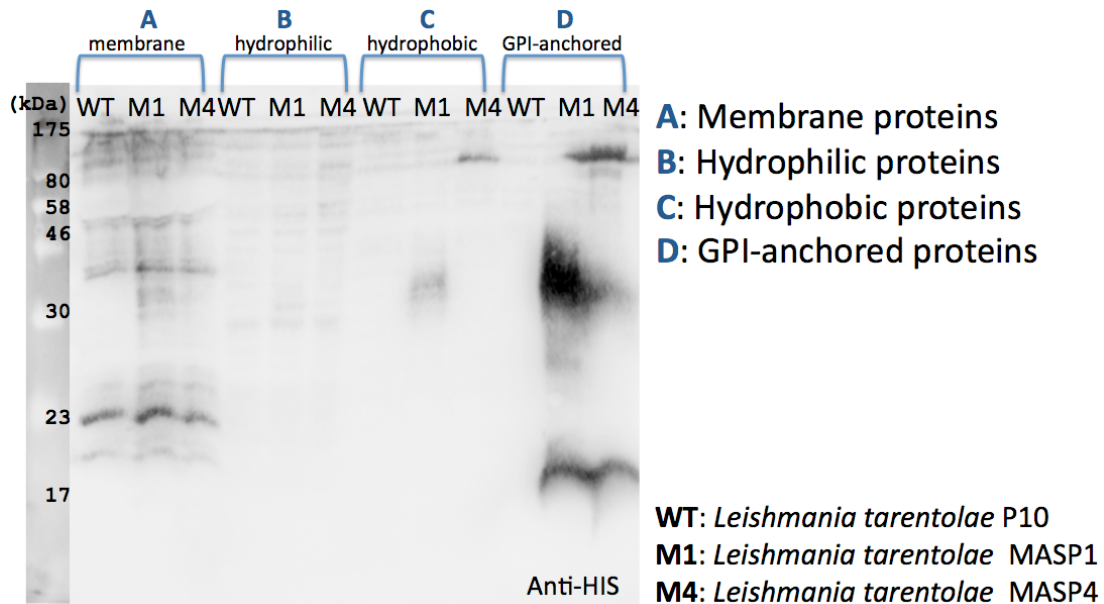 A B C D
membrane hydrophilic hydrophobic GPI-anchored
(kDa) WT M1 M4 WT M1 M4 WT M1 M4 WT M1 M4
175
80
58
46
30
23
17
Anti-HIS
A: Membrane proteins
B: Hydrophilic proteins
C: Hydrophobic proteins
D: GPI-anchored proteins
WT: Leishmania tarentolae P10
M1: Leishmania tarentolae MASP1
M4: Leishmania tarentolae MASP4